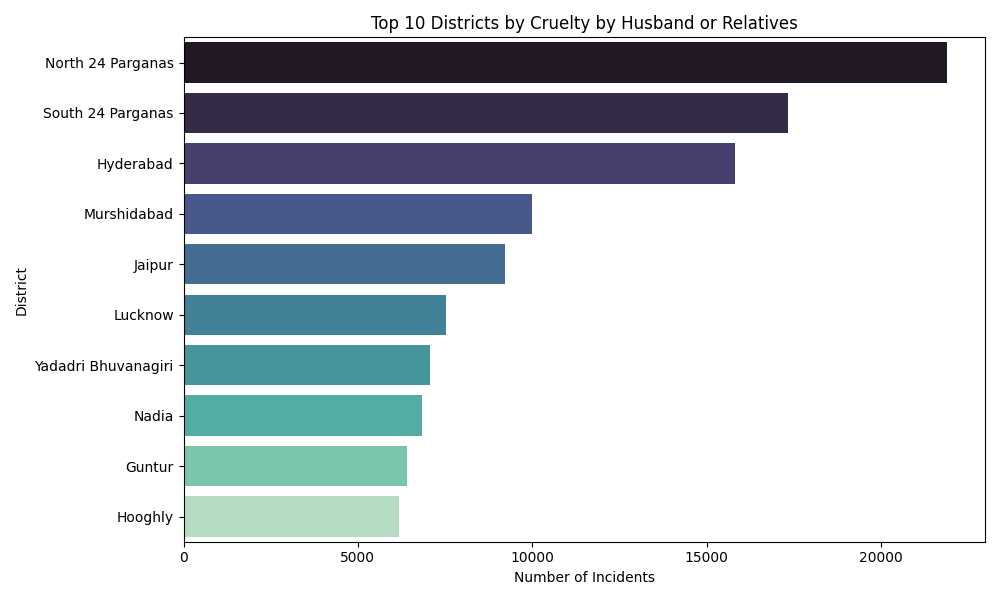 Top 10 Districts by Cruelty by Husband or Relatives
District
North 24 Parganas
South 24 Parganas
Hyderabad
Murshidabad
Jaipur
Lucknow
Yadadri Bhuvanagiri
Nadia
Guntur
Hooghly
0 5000 10000 15000 20000
Number of Incidents